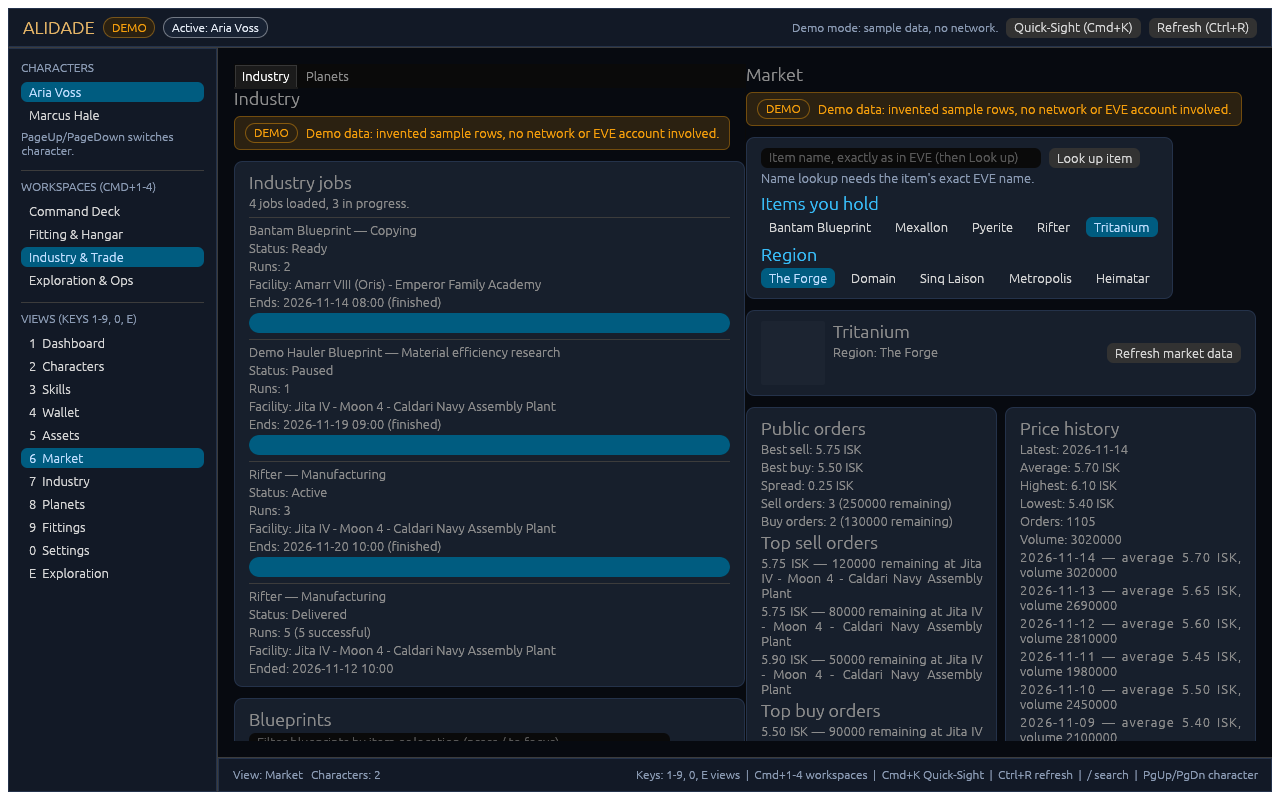 ALIDADE DEMO Active: Aria Voss Demo mode: sample data, no network. Quick-Sight (Cmd+K) Refresh (Ctrl+R)
CHARACTERS
Aria Voss
Marcus Hale
PageUp/PageDown switches
character.
WORKSPACES (CMD+1-4)
Command Deck
Fitting & Hangar
Industry & Trade
Exploration & Ops
VIEWS (KEYS 1-9, 0, E)
1 Dashboard
2 Characters
3 Skills
4 Wallet
5 Assets
6 Market
7 Industry
8 Planets
9 Fittings
0 Settings
E Exploration
Industry Planets
Industry
DEMO Demo data: invented sample rows, no network or EVE account involved.
Industry jobs
4 jobs loaded, 3 in progress.
Bantam Blueprint — Copying
Status: Ready
Runs: 2
Facility: Amarr VIII (Oris) - Emperor Family Academy
Ends: 2026-11-14 08:00 (finished)
Demo Hauler Blueprint — Material efficiency research
Status: Paused
Runs: 1
Facility: Jita IV - Moon 4 - Caldari Navy Assembly Plant
Ends: 2026-11-19 09:00 (finished)
Rifter — Manufacturing
Status: Active
Runs: 3
Facility: Jita IV - Moon 4 - Caldari Navy Assembly Plant
Ends: 2026-11-20 10:00 (finished)
Rifter — Manufacturing
Status: Delivered
Runs: 5 (5 successful)
Facility: Jita IV - Moon 4 - Caldari Navy Assembly Plant
Ended: 2026-11-12 10:00
Blueprints
Filter blueprints by item or location (press / to focus)
Market
DEMO Demo data: invented sample rows, no network or EVE account involved.
Item name, exactly as in EVE (then Look up) Look up item
Name lookup needs the item's exact EVE name.
Items you hold
Bantam Blueprint Mexallon Pyerite Rifter Tritanium
Region
The Forge Domain Sinq Laison Metropolis Heimatar
Tritanium
Region: The Forge
Refresh market data
Public orders
Best sell: 5.75 ISK
Best buy: 5.50 ISK
Spread: 0.25 ISK
Sell orders: 3 (250000 remaining)
Buy orders: 2 (130000 remaining)
Top sell orders
5.75 ISK — 120000 remaining at Jita
IV - Moon 4 - Caldari Navy Assembly
Plant
5.75 ISK — 80000 remaining at Jita IV
- Moon 4 - Caldari Navy Assembly
Plant
5.90 ISK — 50000 remaining at Jita IV
- Moon 4 - Caldari Navy Assembly
Plant
Top buy orders
5.50 ISK — 90000 remaining at Jita IV
Price history
Latest: 2026-11-14
Average: 5.70 ISK
Highest: 6.10 ISK
Lowest: 5.40 ISK
Orders: 1105
Volume: 3020000
2026-11-14 — average 5.70 ISK,
volume 3020000
2026-11-13 — average 5.65 ISK,
volume 2690000
2026-11-12 — average 5.60 ISK,
volume 2810000
2026-11-11 — average 5.45 ISK,
volume 1980000
2026-11-10 — average 5.50 ISK,
volume 2450000
2026-11-09 — average 5.40 ISK,
volume 2100000
View: Market Characters: 2 Keys: 1-9, 0, E views | Cmd+1-4 workspaces | Cmd+K Quick-Sight | Ctrl+R refresh | / search | PgUp/PgDn character